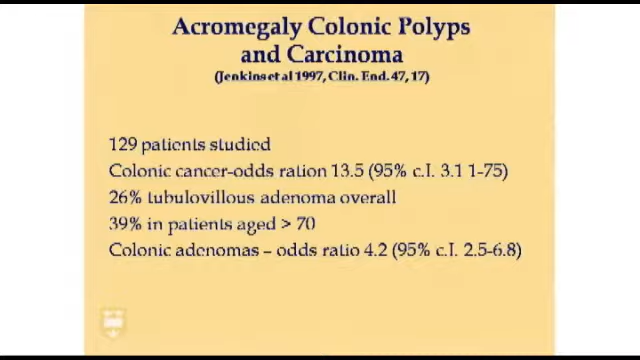 Acromegaly Colonic Polyps
and Carcinoma
(Jenkins et al 1997, Clin. End. 47, 17)
129 patients studied
Colonic cancer-odds ration 13.5 (95% c.I. 3.1 1-75)
26% tubulovillous adenoma overall
39% in patients aged > 70
Colonic adenomas – odds ratio 4.2 (95% c.I. 2.5-6.8)